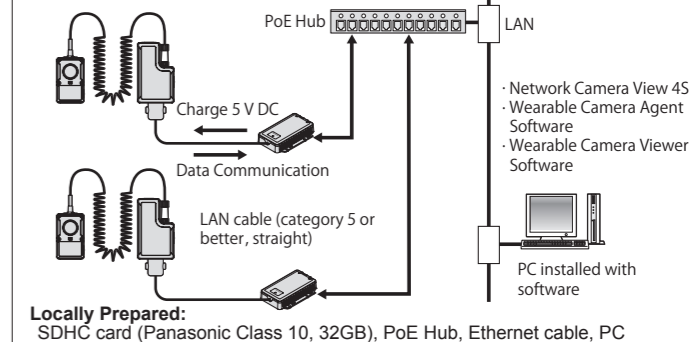 PoE Hub
LAN
Charge 5 V DC
Data Communication
· Network Camera View 4S
· Wearable Camera Agent
Software
· Wearable Camera Viewer
Software
LAN cable (category 5 or
better, straight)
PC installed with
software
Locally Prepared:
SDHC card (Panasonic Class 10, 32GB), PoE Hub, Ethernet cable, PC